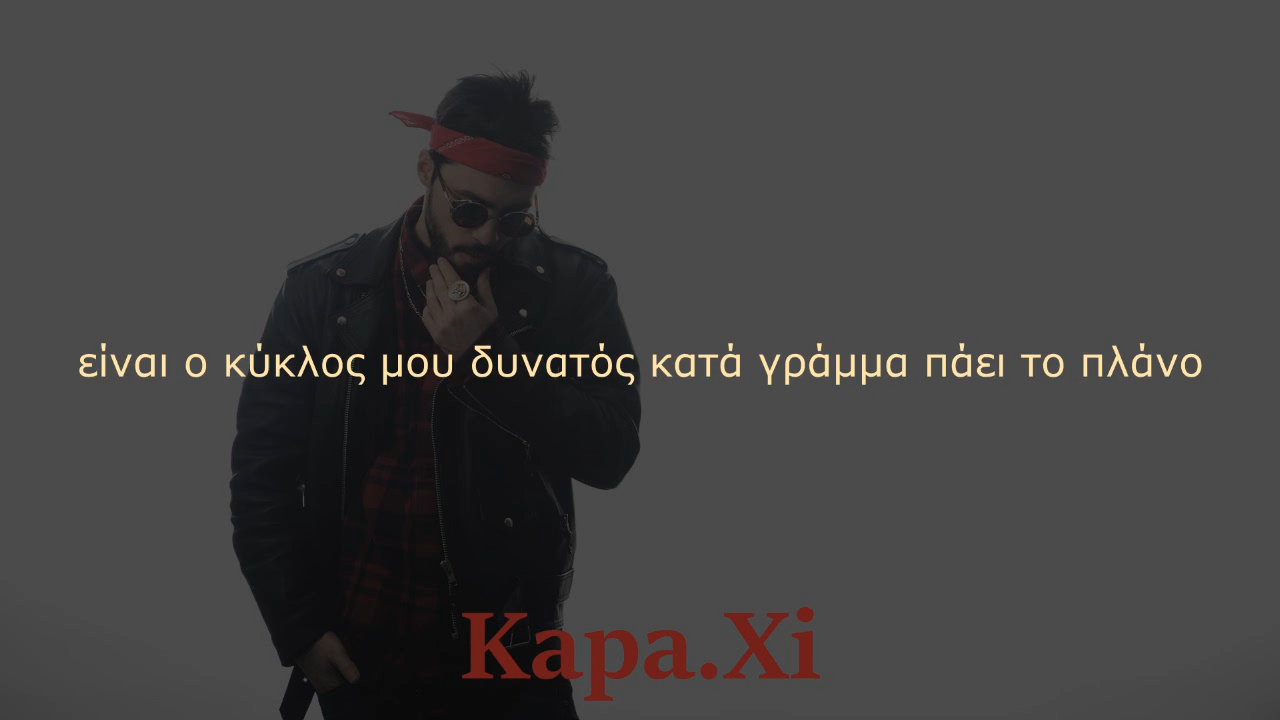 είναι ο κύκλος μου δυνατός κατά γράμμα πάει το πλάνο
Kapa.Xi